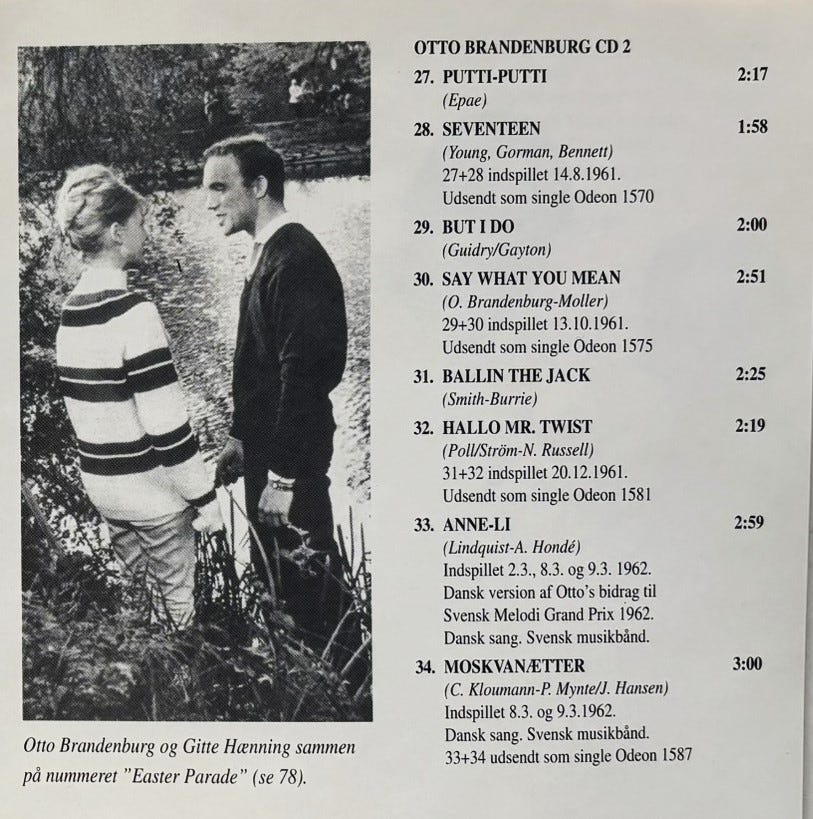 OTTO BRANDENBURG CD 2
27. PUTTI-PUTTI 2:17
(Epae)
28. SEVENTEEN 1:58
(Young, Gorman, Bennett)
27+28 indspillet 14.8.1961.
Udsendt som single Odeon 1570
29. BUT I DO 2:00
(Guidry/Gayton)
30. SAY WHAT YOU MEAN 2:51
(O. Brandenburg-Moller)
29+30 indspillet 13.10.1961.
Udsendt som single Odeon 1575
31. BALLIN THE JACK 2:25
(Smith-Burrie)
32. HALLO MR. TWIST 2:19
(Poll/Ström-N. Russell)
31+32 indspillet 20.12.1961.
Udsendt som single Odeon 1581
33. ANNE-LI 2:59
(Lindquist-A. Hondé)
Indspillet 2.3., 8.3. og 9.3. 1962.
Dansk version af Otto's bidrag til
Svensk Melodi Grand Prix 1962.
Dansk sang. Svensk musikbånd.
34. MOSKVANÆTTER 3:00
(C. Kloumann-P. Mynte/J. Hansen)
Indspillet 8.3. og 9.3.1962.
Dansk sang. Svensk musikbånd.
33+34 udsendt som single Odeon 1587
Otto Brandenburg og Gitte Hænning sammen
på nummeret "Easter Parade" (se 78).